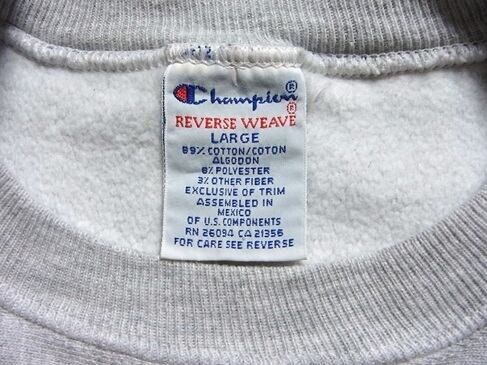 Champion®
REVERSE WEAVE®
LARGE
89% COTTON/COTON
ALGODON
8% POLYESTER
3% OTHER FIBER
EXCLUSIVE OF TRIM
ASSEMBLED IN
MEXICO
OF U.S. COMPONENTS
RN 26094 CA 21356
FOR CARE SEE REVERSE